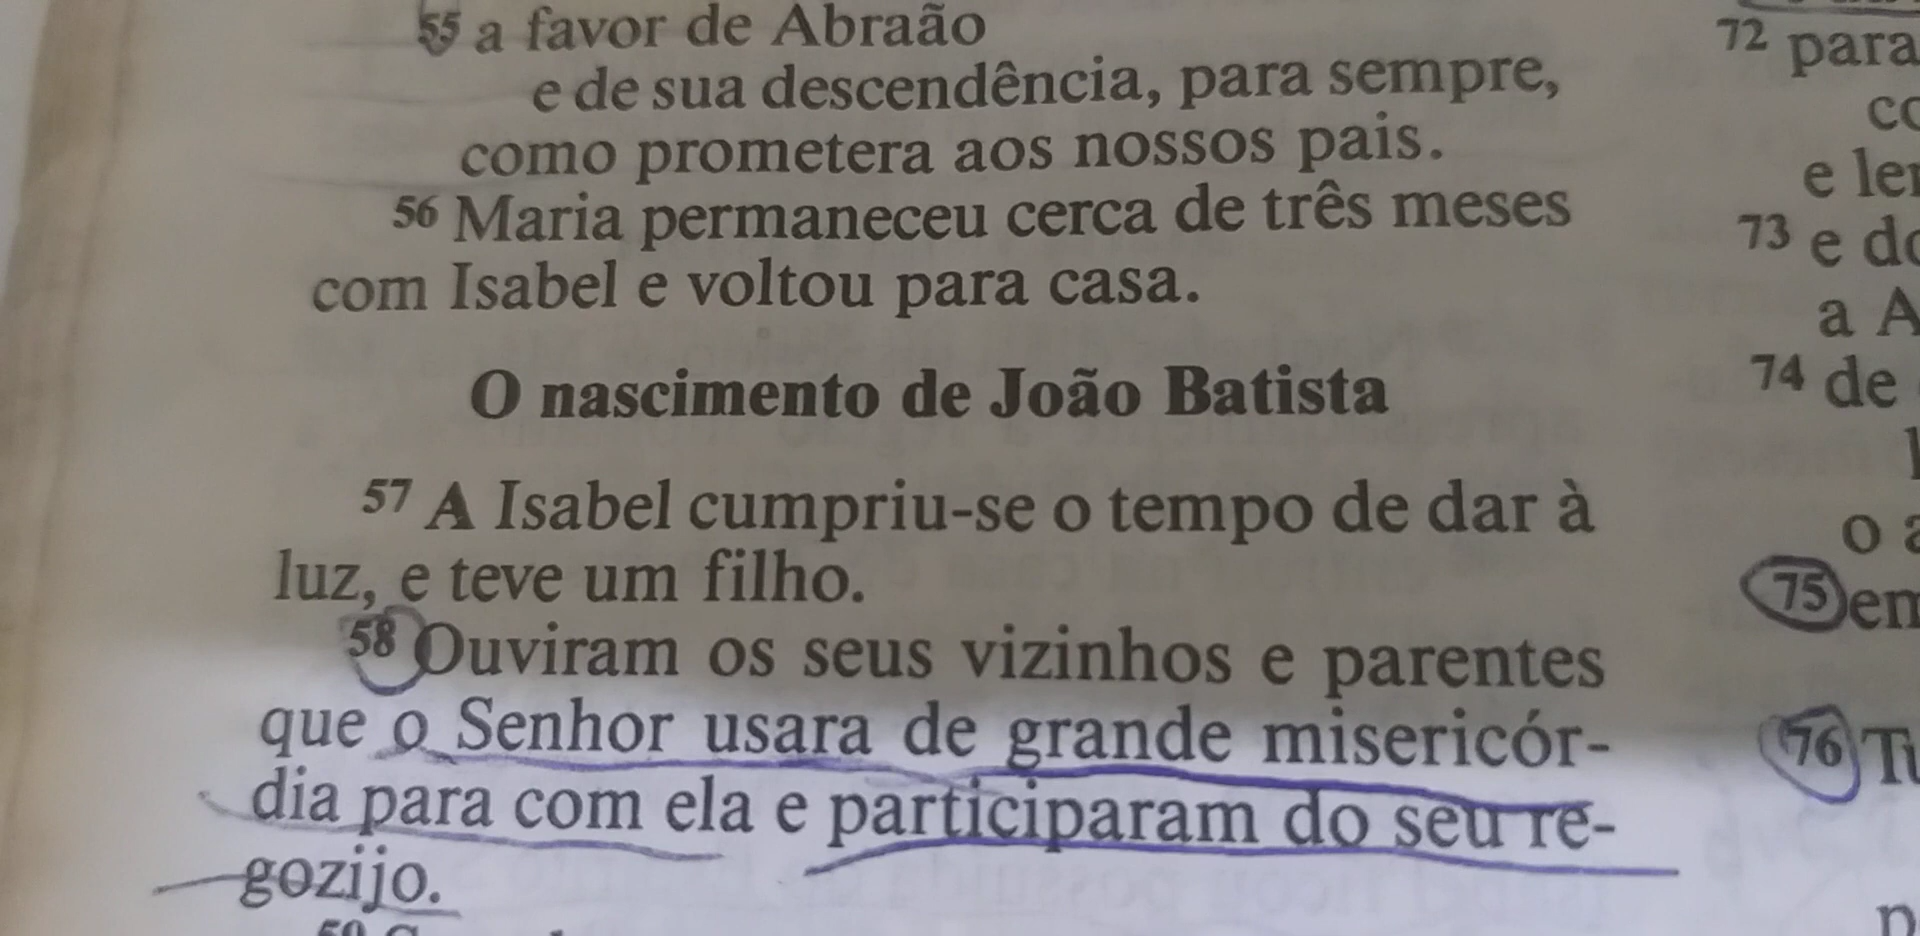 55 a favor de Abraão
e de sua descendência, para sempre,
como prometera aos nossos pais.
56 Maria permaneceu cerca de três meses
com Isabel e voltou para casa.
O nascimento de João Batista
57 A Isabel cumpriu-se o tempo de dar à
luz, e teve um filho.
58 Ouviram os seus vizinhos e parentes
que o Senhor usara de grande misericór-
dia para com ela e participaram do seu re-
gozijo.
72 para
73 e
a A
74 de
o
75
76